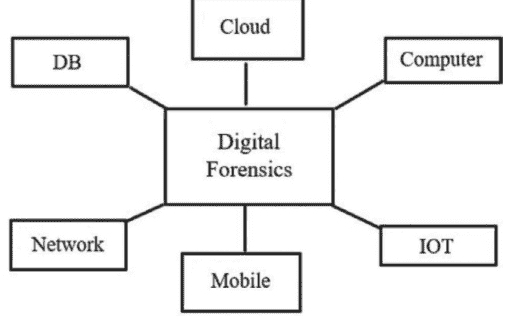 Cloud
DB
Computer
Digital
Forensics
Network
IOT
Mobile